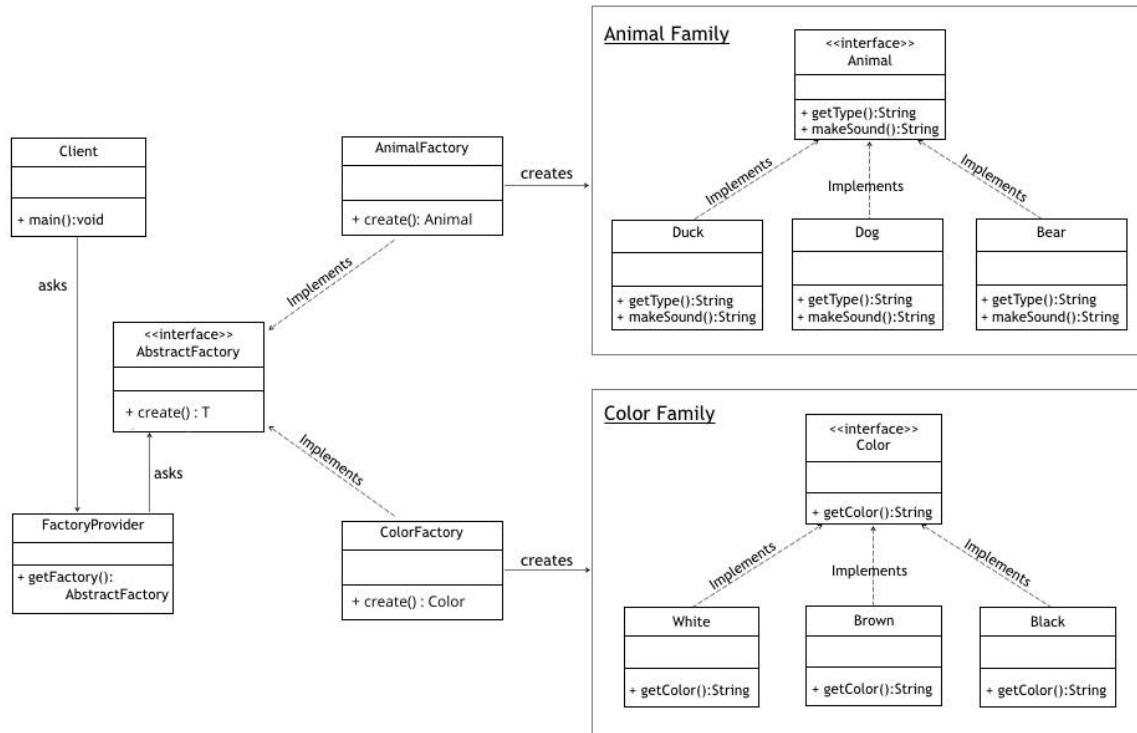 Client
+ main():void
asks
<<interface>>
AbstractFactory
+ create() : T
asks
FactoryProvider
+ getFactory():
AbstractFactory
AnimalFactory
+ create(): Animal
Implements
creates
Implements
ColorFactory
+ create() : Color
creates
Animal Family
<<interface>>
Animal
+ getType():String
+ makeSound():String
Implements
Implements
Implements
Duck
+ getType():String
+ makeSound():String
Dog
+ getType():String
+ makeSound():String
Bear
+ getType():String
+ makeSound():String
Color Family
<<interface>>
Color
+ getColor():String
Implements
Implements
Implements
White
+ getColor():String
Brown
+ getColor():String
Black
+ getColor():String